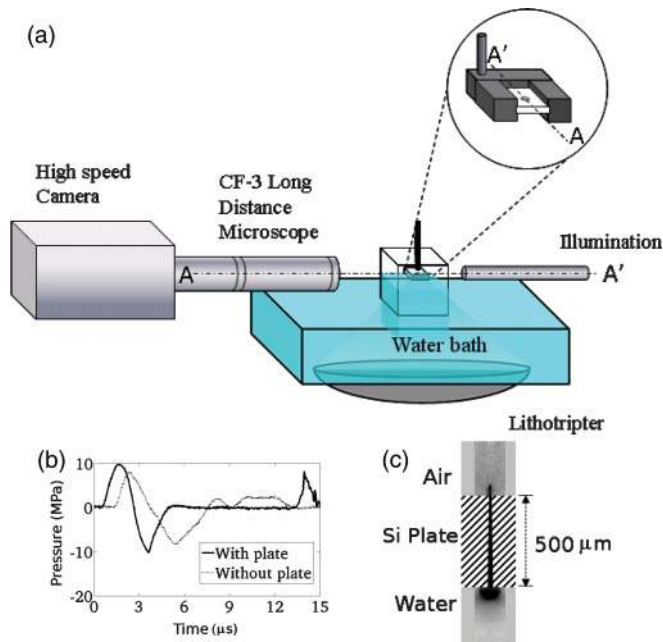 (a)
A'
A
High speed
Camera
CF-3 Long
Distance
Microscope
Illumination
A
A'
Water bath
Lithotripter
(b)
10
0
-10
-20
Pressure (MPa)
With plate
Without plate
0 3 6 9 12 15
Time (μs)
(c)
Air
Si Plate
500 μm
Water